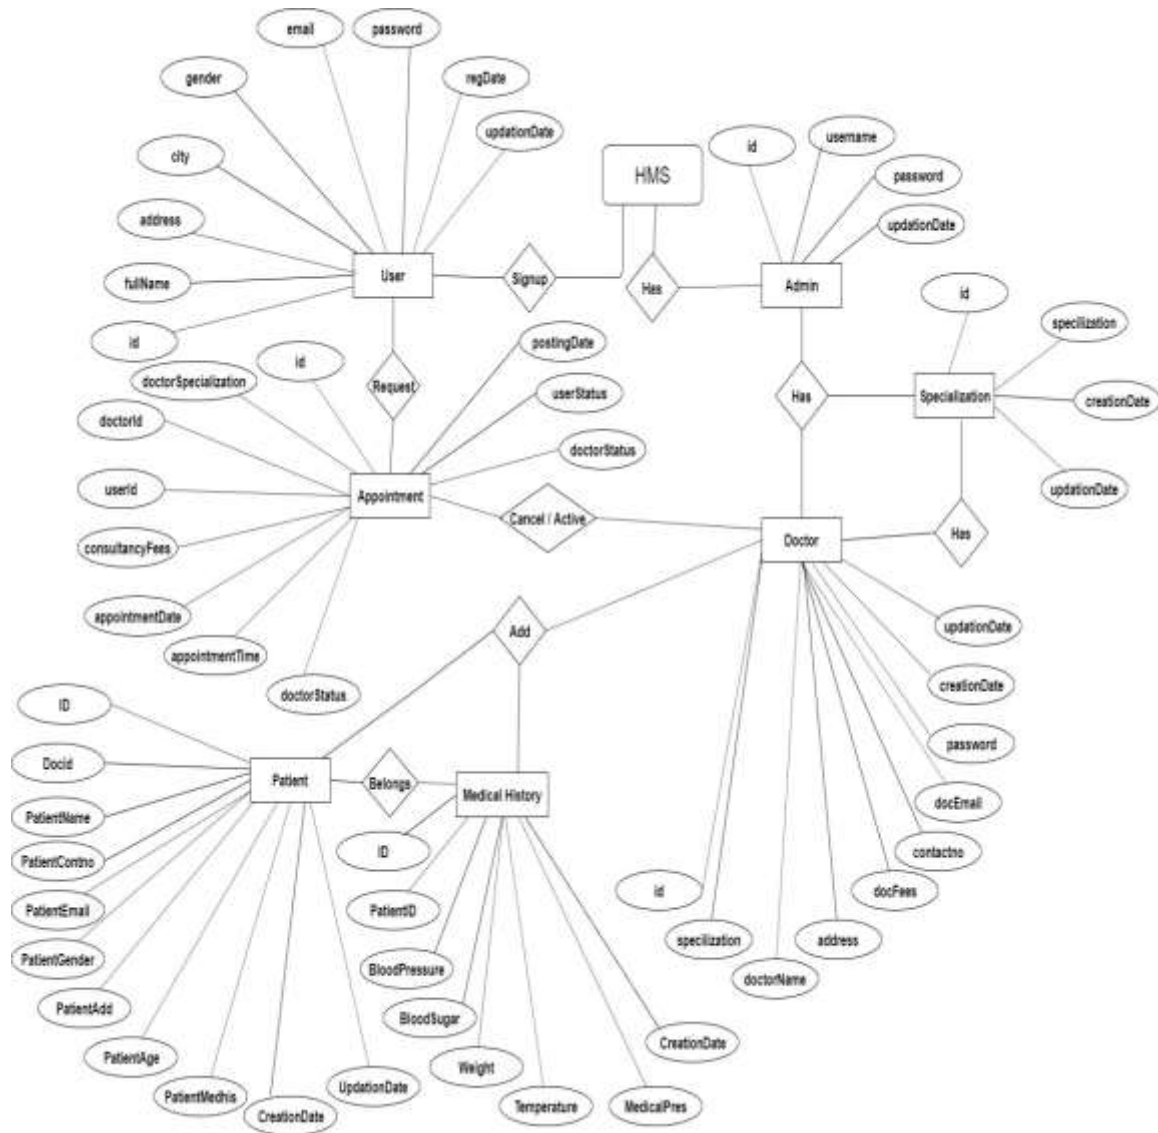 email
password
regDate
gender
updationDate
city
address
fullName
id
User
Signup
HMS
Has
id
username
password
updationDate
Admin
Request
Has
id
specilization
creationDate
updationDate
Specialization
Has
id
doctorSpecialization
doctorId
userId
consultancyFees
appointmentDate
appointmentTime
doctorStatus
postingDate
userStatus
doctorStatus
Appointment
Cancel / Active
Doctor
Add
updationDate
creationDate
password
docEmail
contactno
docFees
address
doctorName
specilization
id
ID
Docid
PatientName
PatientContno
PatientEmail
PatientGender
PatientAdd
PatientAge
PatientMedhis
CreationDate
UpdationDate
Patient
Belongs
Medical History
ID
PatientID
BloodPressure
BloodSugar
Weight
Temperature
MedicalPres
CreationDate